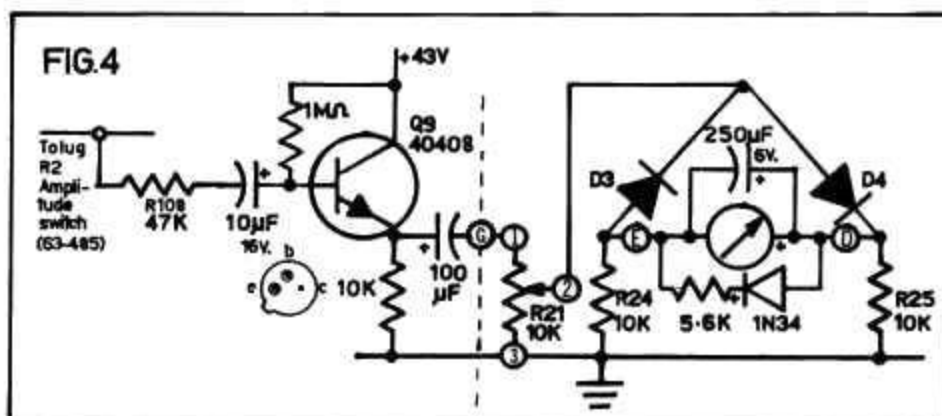 FIG.4
+43V
1MΩ
Q9
40408
To lug
R2
Ampli-
tude
switch
(63-485)
R108
47K
10µF
16V.
+
b
e
c
10K
+
100
µF
G
1
2
R21
10K
3
250µF
6V.
+
D3
D4
E
+
D
R24
10K
5·6K
+
1N34
R25
10K